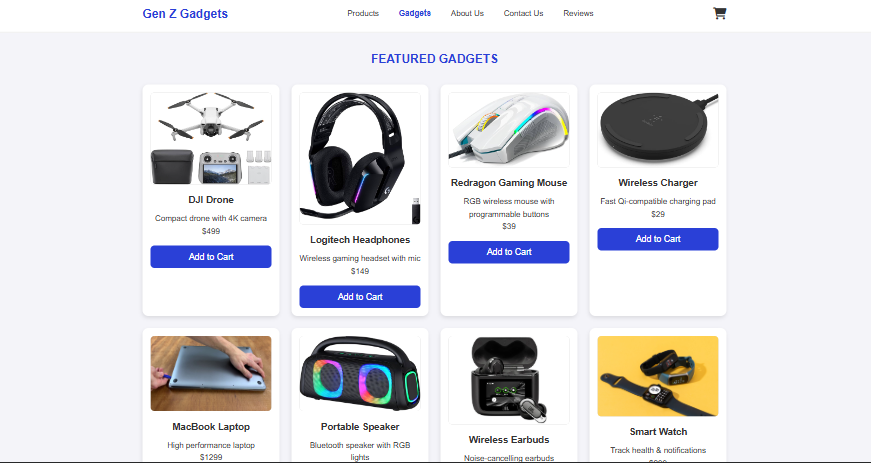 Gen Z Gadgets
Products
Gadgets
About Us
Contact Us
Reviews
FEATURED GADGETS
DJI Drone
Compact drone with 4K camera
$499
Add to Cart
Logitech Headphones
Wireless gaming headset with mic
$149
Add to Cart
Redragon Gaming Mouse
RGB wireless mouse with
programmable buttons
$39
Add to Cart
Wireless Charger
Fast Qi-compatible charging pad
$29
Add to Cart
MacBook Laptop
High performance laptop
$1299
Portable Speaker
Bluetooth speaker with RGB
lights
Wireless Earbuds
Noise-cancelling earbuds
Smart Watch
Track health & notifications